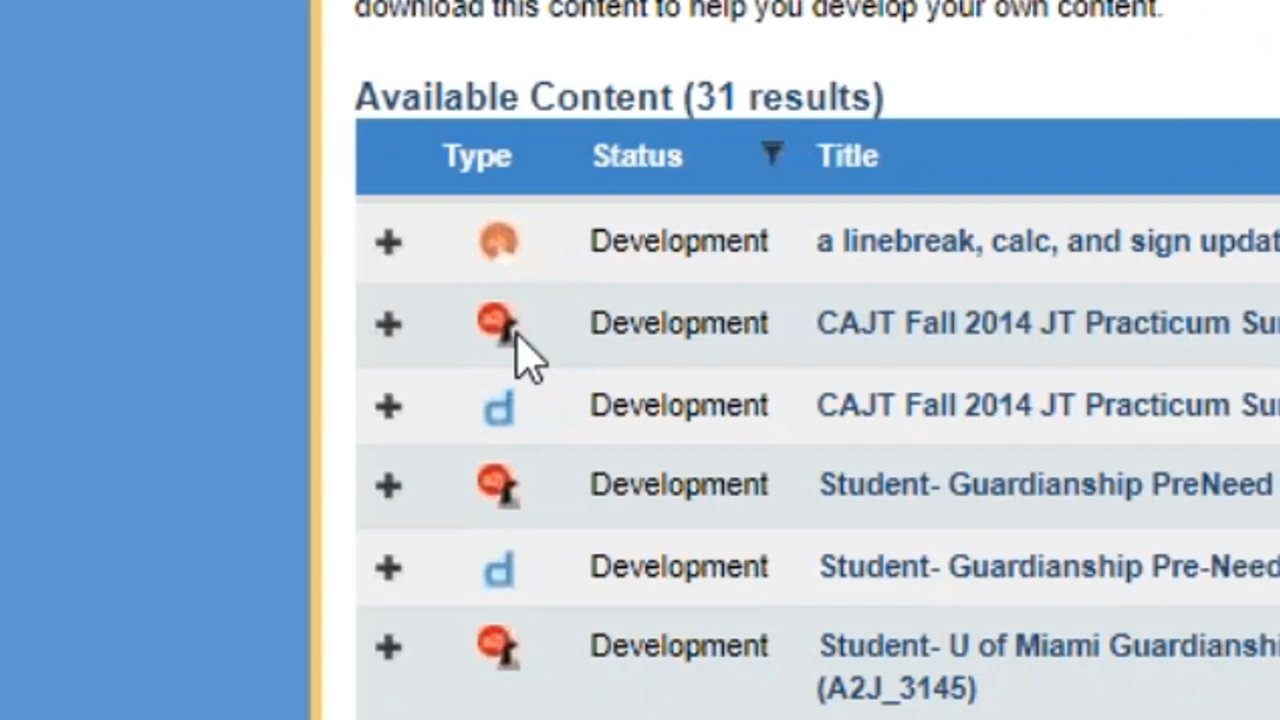 download this content to help you develop your own content.
Available Content (31 results)
Type Status Title
Development a linebreak, calc, and sign updat
Development CAJT Fall 2014 JT Practicum Su
d Development CAJT Fall 2014 JT Practicum Su
Development Student- Guardianship PreNeed
d Development Student- Guardianship Pre-Need
Development Student- U of Miami Guardianshi
(A2J_3145)